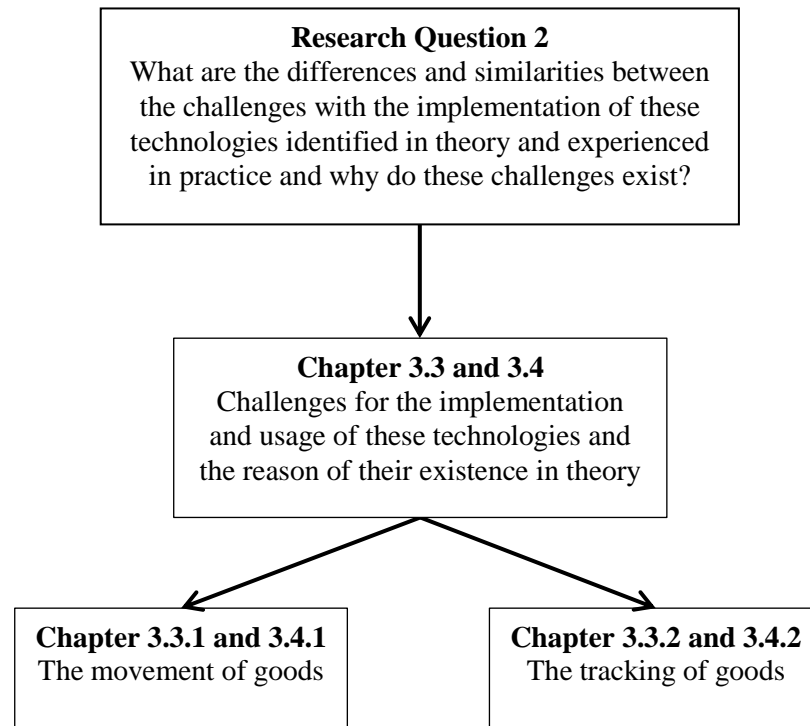 Research Question 2
What are the differences and similarities between
the challenges with the implementation of these
technologies identified in theory and experienced
in practice and why do these challenges exist?
Chapter 3.3 and 3.4
Challenges for the implementation
and usage of these technologies and
the reason of their existence in theory
Chapter 3.3.1 and 3.4.1
The movement of goods
Chapter 3.3.2 and 3.4.2
The tracking of goods